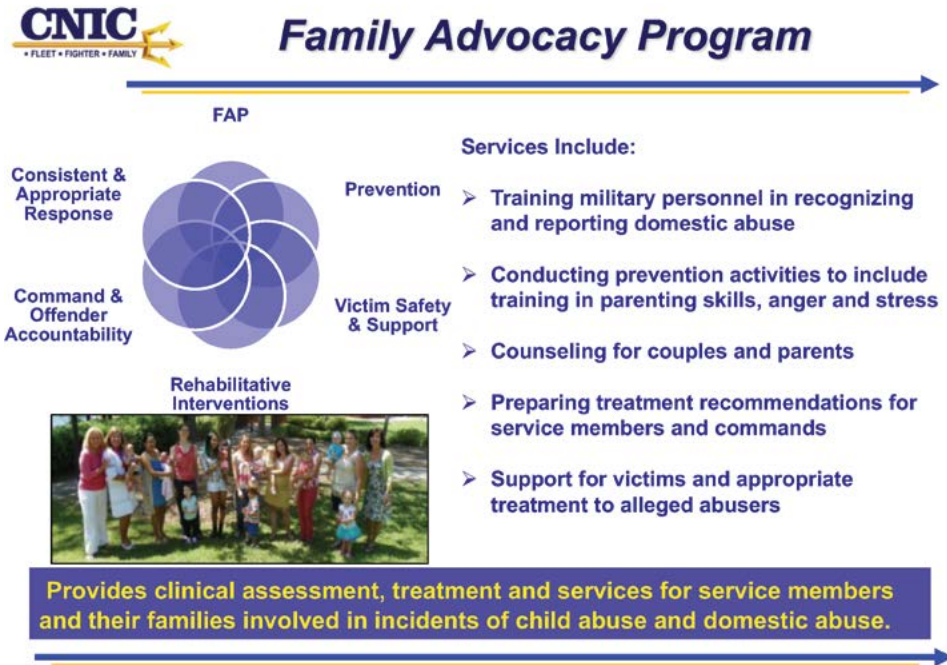 CNIC
• FLEET • FIGHTER • FAMILY
Family Advocacy Program
FAP
Consistent &
Appropriate
Response
Prevention
Command &
Offender
Accountability
Victim Safety
& Support
Rehabilitative
Interventions
Services Include:
➢ Training military personnel in recognizing
and reporting domestic abuse
➢ Conducting prevention activities to include
training in parenting skills, anger and stress
➢ Counseling for couples and parents
➢ Preparing treatment recommendations for
service members and commands
➢ Support for victims and appropriate
treatment to alleged abusers
Provides clinical assessment, treatment and services for service members
and their families involved in incidents of child abuse and domestic abuse.